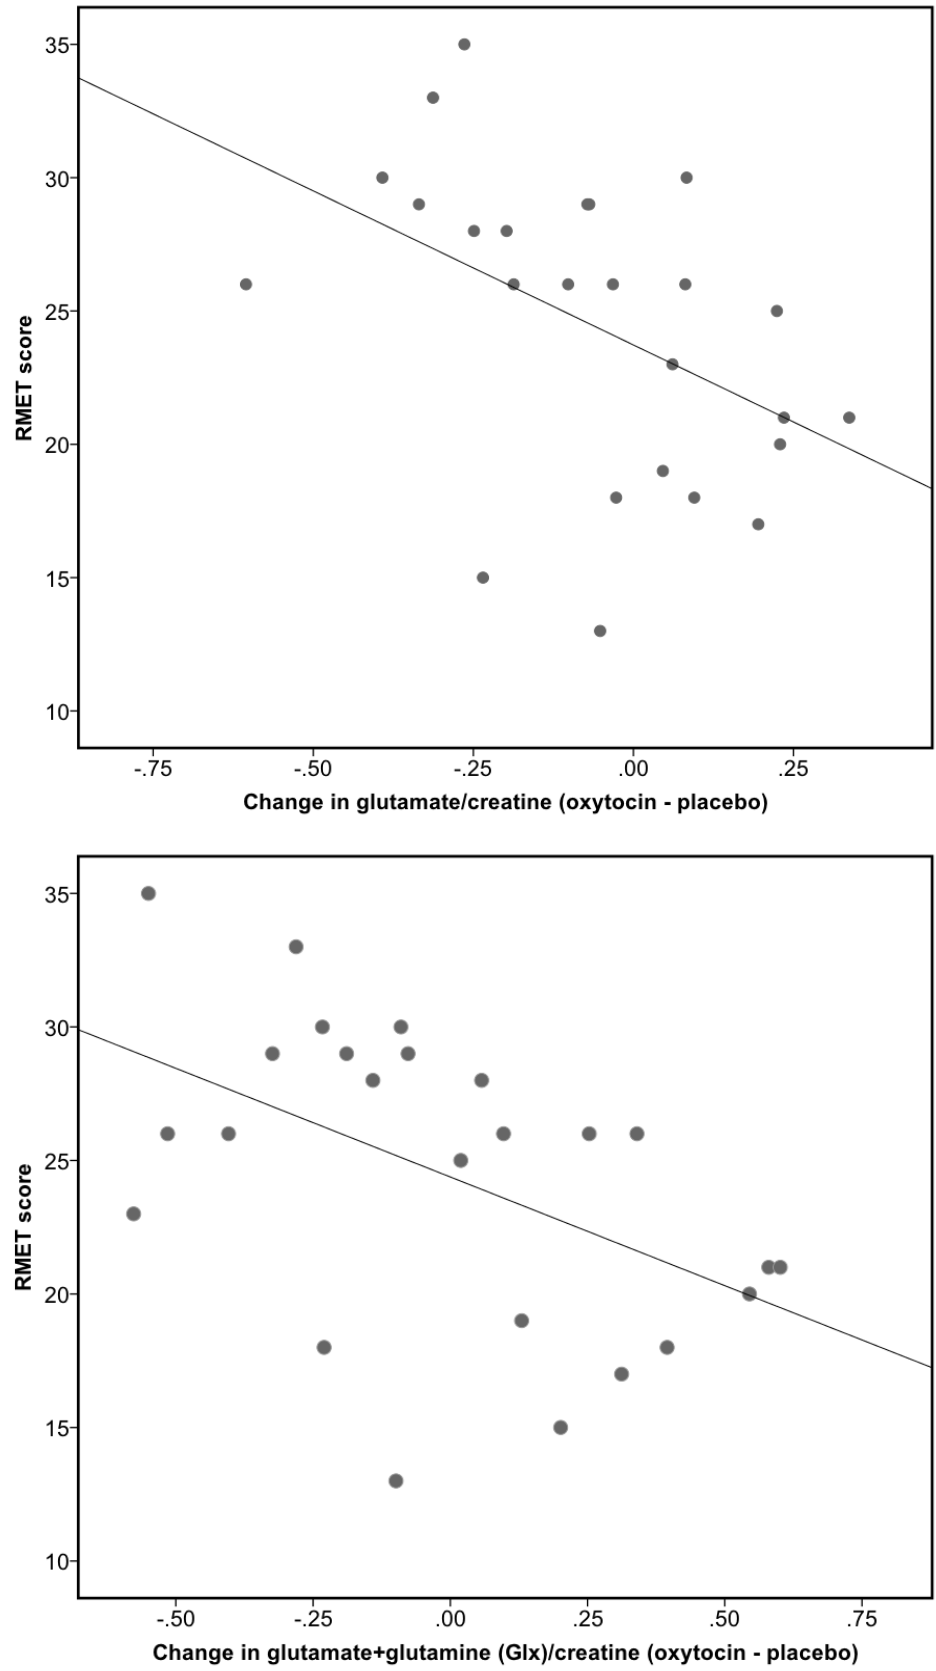 35
30
25
20
15
10
RMET score
-.75 -.50 -.25 .00 .25
Change in glutamate/creatine (oxytocin - placebo)
35
30
25
20
15
10
RMET score
-.50 -.25 .00 .25 .50 .75
Change in glutamate+glutamine (Glx)/creatine (oxytocin - placebo)